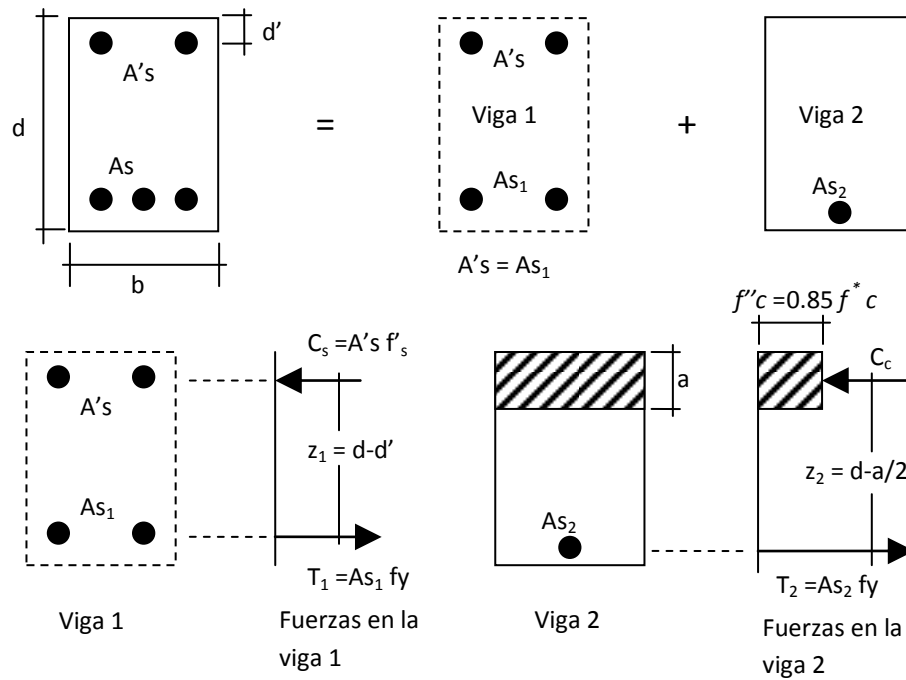 d'
A's
A's
d
=
Viga 1
+
Viga 2
As
As₁
As₂
b
A's = As₁
f''c =0.85 f* c
Cₛ =A's f'ₛ
C꜀
a
A's
z₁ = d-d'
z₂ = d-a/2
As₁
As₂
T₁ =As₁ fy
T₂ =As₂ fy
Viga 1
Fuerzas en la
viga 1
Viga 2
Fuerzas en la
viga 2